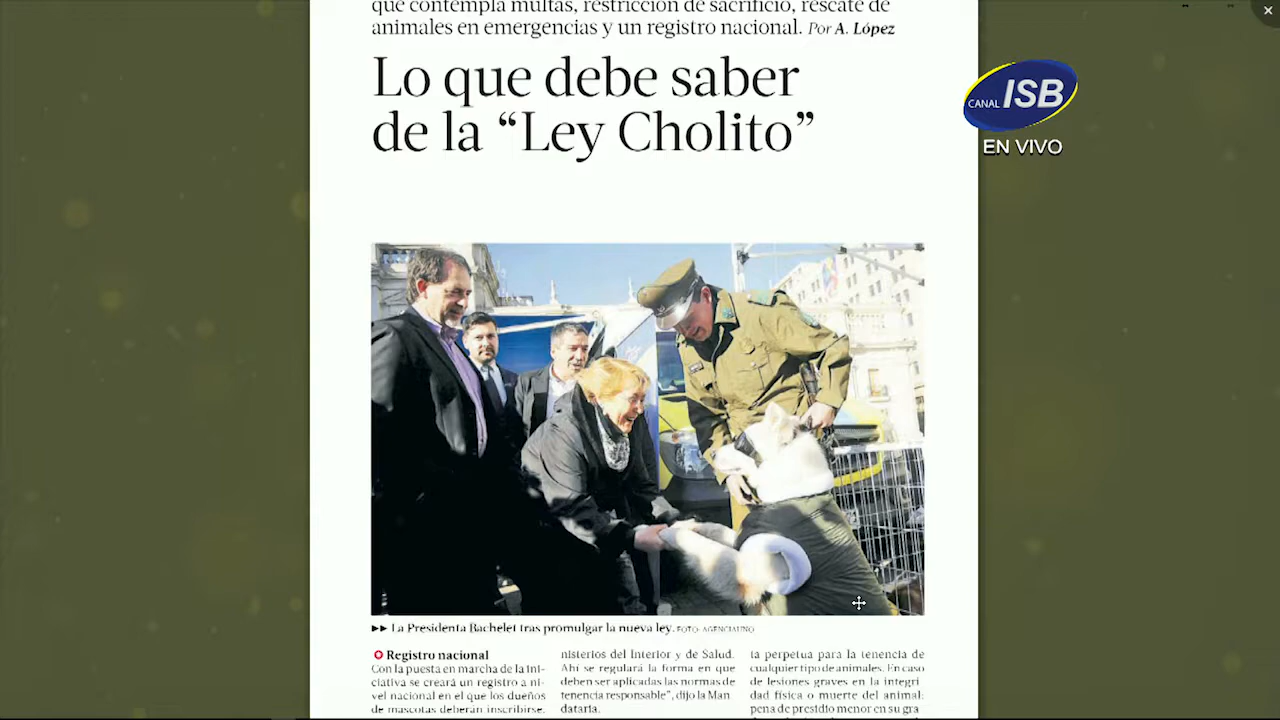 que contempla multas, restricción de sacrificio, rescate de
animales en emergencias y un registro nacional. Por A. López
Lo que debe saber
de la “Ley Cholito”
CANAL ISB
EN VIVO
▸▸ La Presidenta Bachelet tras promulgar la nueva ley. FOTO: AGENCIAUNO
Registro nacional
Con la puesta en marcha de la ini-
ciativa se creará un registro a ni-
vel nacional en el que los dueños
de mascotas deberán inscribirse.
nisterios del Interior y de Salud.
Ahí se regulará la forma en que
deben ser aplicadas las normas de
tenencia responsable”, dijo la Man
dataria.
ta perpetua para la tenencia de
cualquier tipo de animales. En caso
de lesiones graves en la integri
dad física o muerte del animal:
pena de presidio menor en su gra